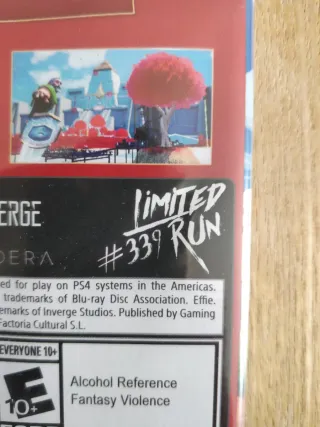 ERGE
DERA
LIMITED
#339 RUN
ed for play on PS4 systems in the Americas.
trademarks of Blu-ray Disc Association. Effie.
emarks of Inverge Studios. Published by Gaming
Factoria Cultural S.L.
EVERYONE 10+
E
10+
Alcohol Reference
Fantasy Violence